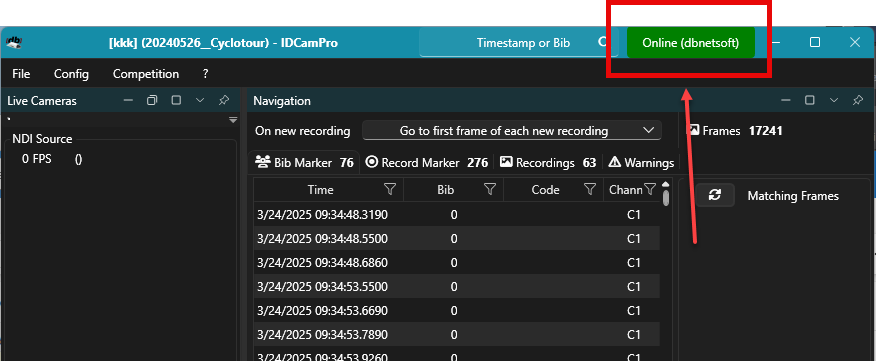 [kkk] (20240526__Cyclotour) - IDCamPro Timestamp or Bib Online (dbnetsoft)
File Config Competition ?
Live Cameras Navigation
On new recording Go to first frame of each new recording Frames 17241
NDI Source
0 FPS () Bib Marker 76 Record Marker 276 Recordings 63 Warnings
Time Bib Code Chann
Matching Frames
3/24/2025 09:34:48.3190 0 C1
3/24/2025 09:34:48.5500 0 C1
3/24/2025 09:34:48.6860 0 C1
3/24/2025 09:34:53.5500 0 C1
3/24/2025 09:34:53.6690 0 C1
3/24/2025 09:34:53.7890 0 C1
3/24/2025 09:34:53.9260 0 C1